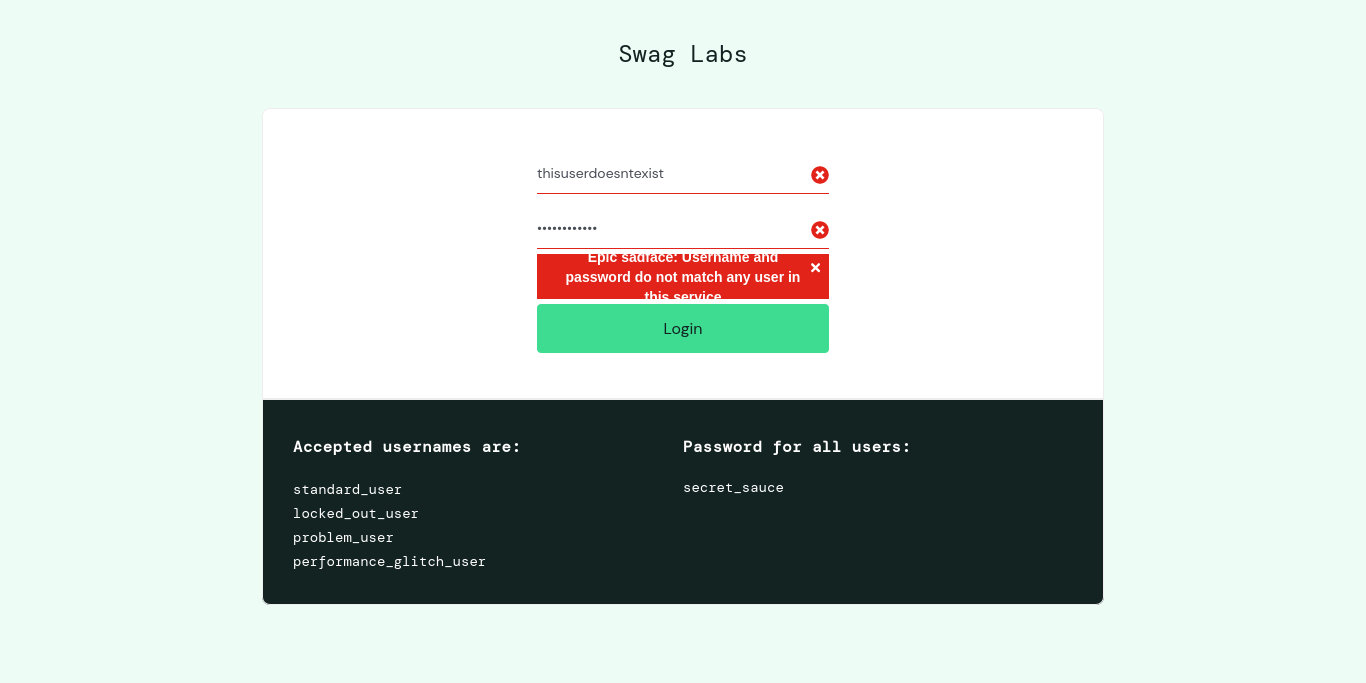 Swag Labs
thisuserdoesntexist
••••••••••••
Epic sadface: Username and
password do not match any user in
this service
Login
Accepted usernames are:
standard_user
locked_out_user
problem_user
performance_glitch_user
Password for all users:
secret_sauce